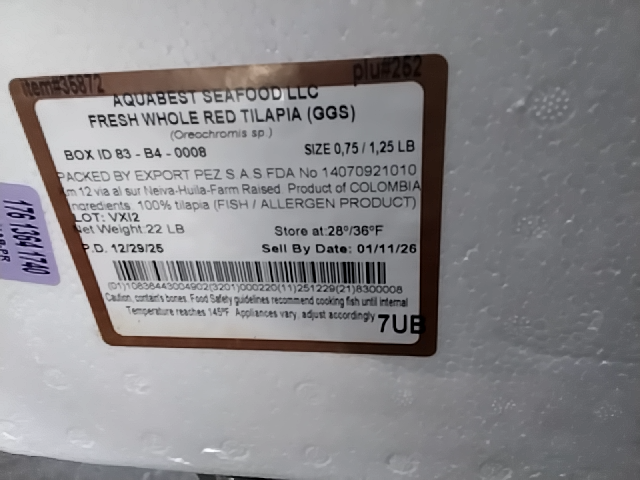 item#35872
plu#252
AQUABEST SEAFOOD LLC
FRESH WHOLE RED TILAPIA (GGS)
(Oreochromis sp.)
BOX ID 83 - B4 - 0008 SIZE 0,75 / 1,25 LB
PACKED BY EXPORT PEZ S.A.S.FDA No 14070921010
km 12 via al sur Neiva-Huila-Farm Raised. Product of COLOMBIA
Ingredients. 100% tilapia (FISH / ALLERGEN PRODUCT)
LOT: VXI2
Net Weight:22 LB Store at:28º/36ºF
P.D. 12/29/25 Sell By Date: 01/11/26
(01)10836443004902(3201)000220(11)251229(21)8300008
Caution, contains bones. Food Safety guidelines recommend cooking fish until internal
Temperature reaches 145ºF Appliances vary, adjust accordingly
7UB
176 1364 1740